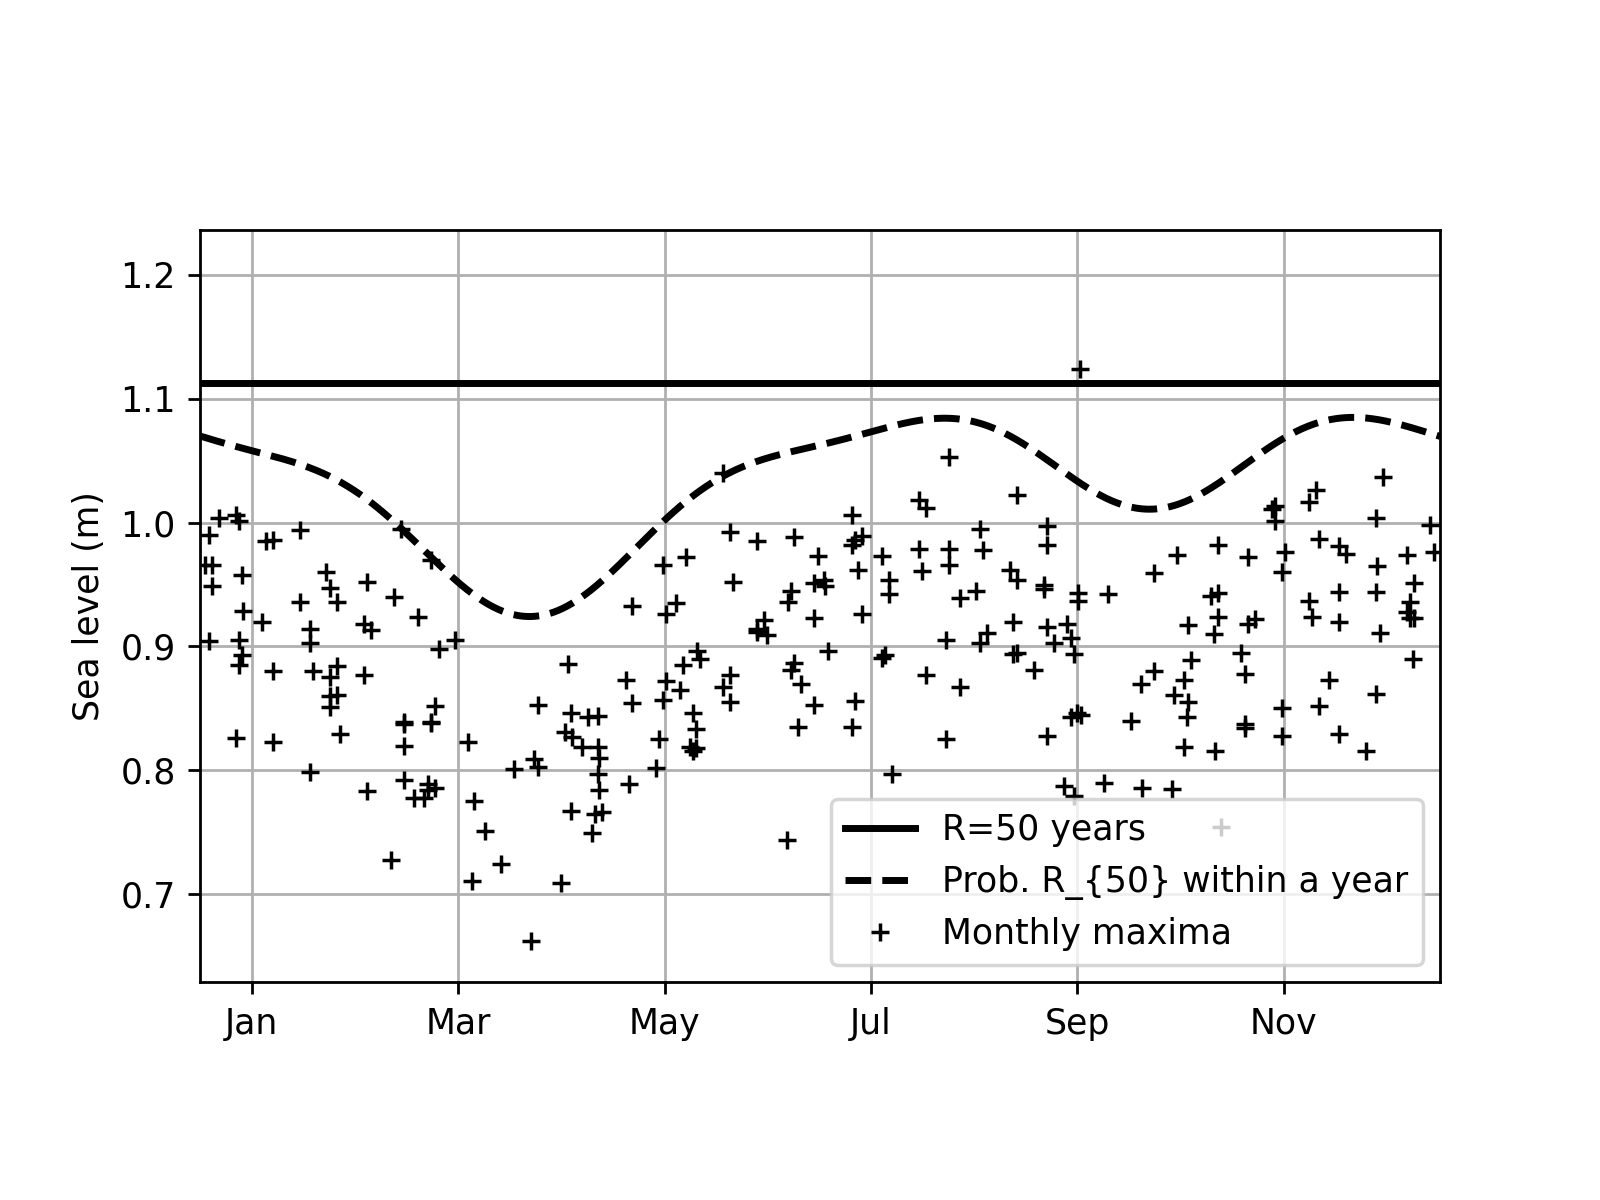 Sea level (m)
1.2
1.1
1.0
0.9
0.8
0.7
Jan Mar May Jul Sep Nov
R=50 years
Prob. R_{50} within a year
Monthly maxima